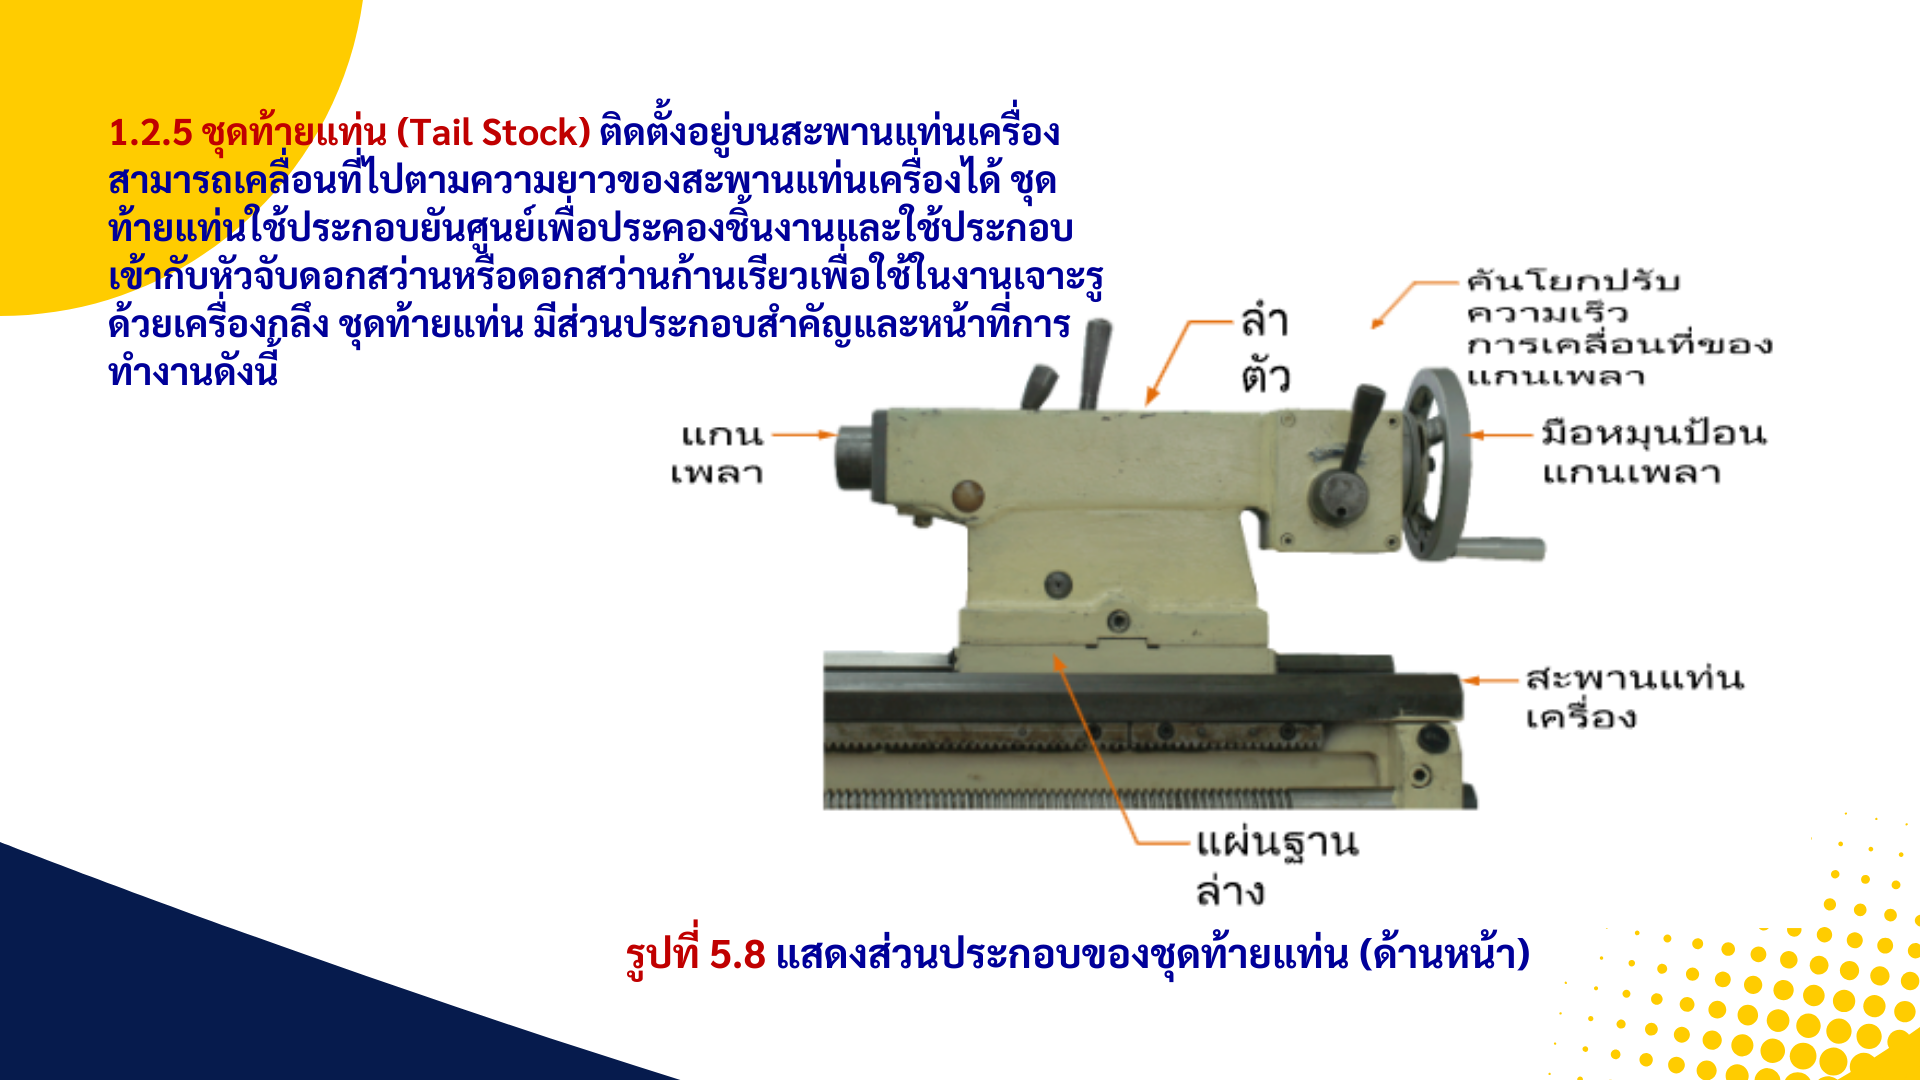 1.2.5 ชุดท้ายแท่น (Tail Stock) ติดตั้งอยู่บนสะพานแท่นเครื่อง
สามารถเคลื่อนที่ไปตามความยาวของสะพานแท่นเครื่องได้ ชุด
ท้ายแท่นใช้ประกอบยันศูนย์เพื่อประคองชิ้นงานและใช้ประกอบ
เข้ากับหัวจับดอกสว่านหรือดอกสว่านก้านเรียวเพื่อใช้ในงานเจาะรู
ด้วยเครื่องกลึง ชุดท้ายแท่น มีส่วนประกอบสำคัญและหน้าที่การ
ทำงานดังนี้
คันโยกปรับ
ความเร็ว
การเคลื่อนที่ของ
แกนเพลา
ลำ
ตัว
แกน
เพลา
มือหมุนป้อน
แกนเพลา
สะพานแท่น
เครื่อง
แผ่นฐาน
ล่าง
รูปที่ 5.8 แสดงส่วนประกอบของชุดท้ายแท่น (ด้านหน้า)